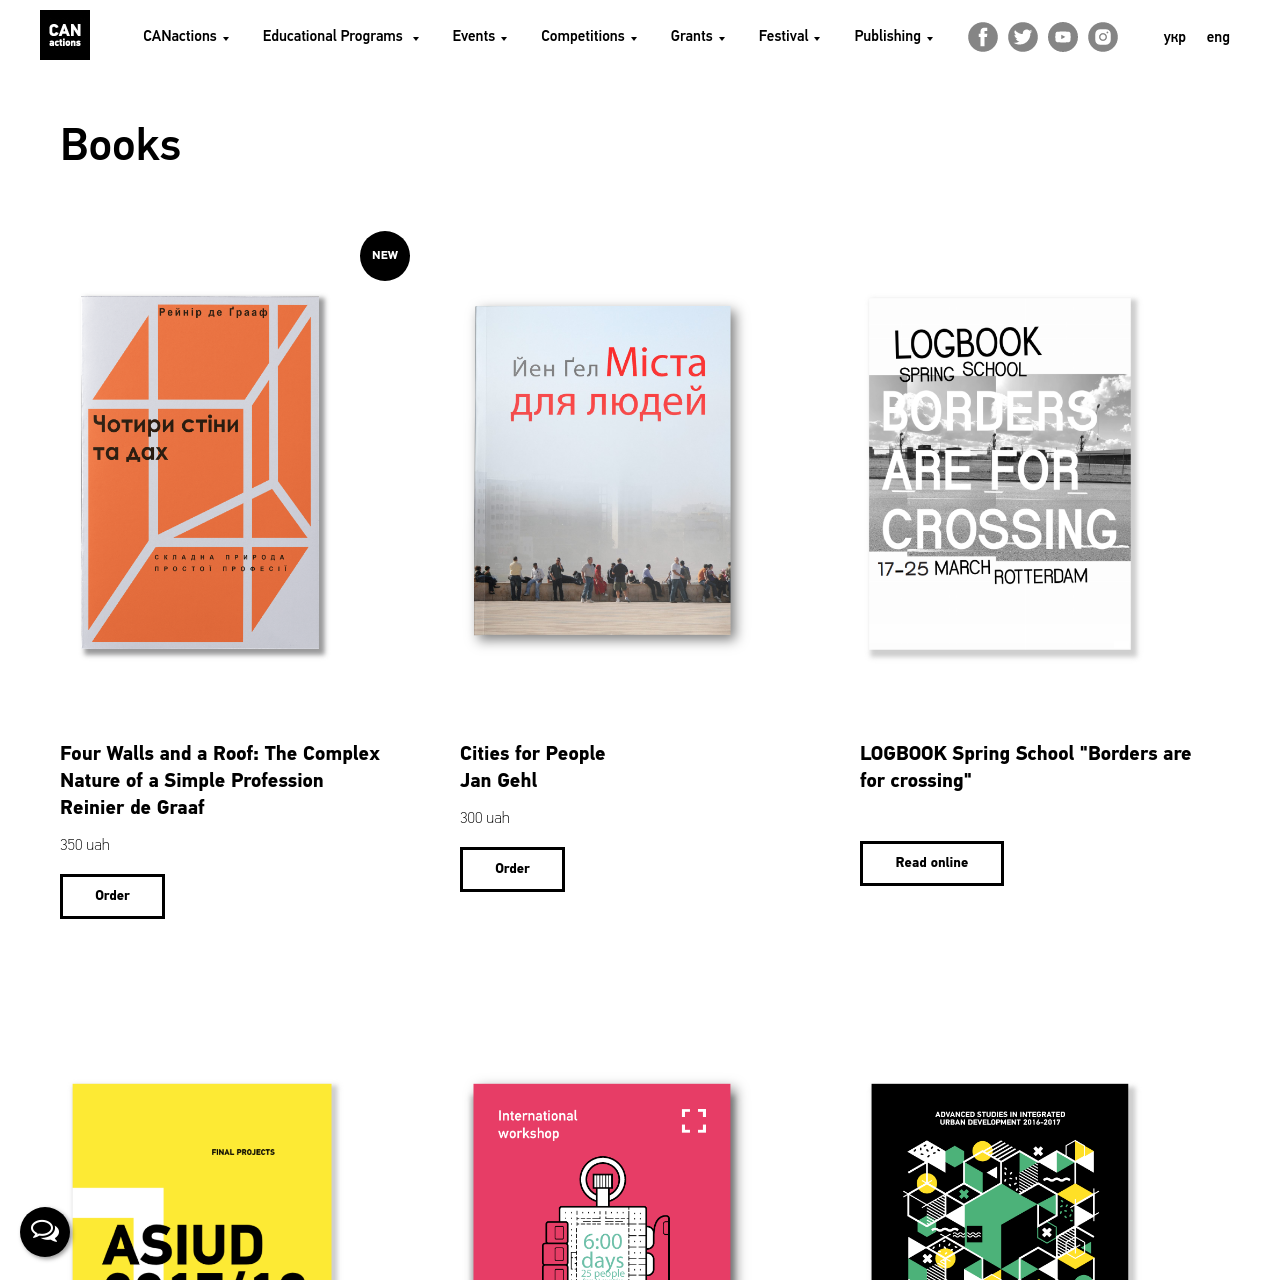 CAN
actions
CANactions Educational Programs Events Competitions Grants Festival Publishing укр eng
Books
NEW
Рейнір де Ґрааф
Чотири стіни
та дах
СКЛАДНА ПРИРОДА
ПРОСТОЇ ПРОФЕСІЇ
Йен Ґел Міста
для людей
LOGBOOK
SPRING SCHOOL
BORDERS
ARE FOR
CROSSING
17-25 MARCH
ROTTERDAM
Four Walls and a Roof: The Complex
Nature of a Simple Profession
Reinier de Graaf
350 uah
Order
Cities for People
Jan Gehl
300 uah
Order
LOGBOOK Spring School "Borders are
for crossing"
Read online
FINAL PROJECTS
ASIUD
2017/18
International
workshop
6:00
days
25 people
ADVANCED STUDIES IN INTEGRATED
URBAN DEVELOPMENT 2016-2017